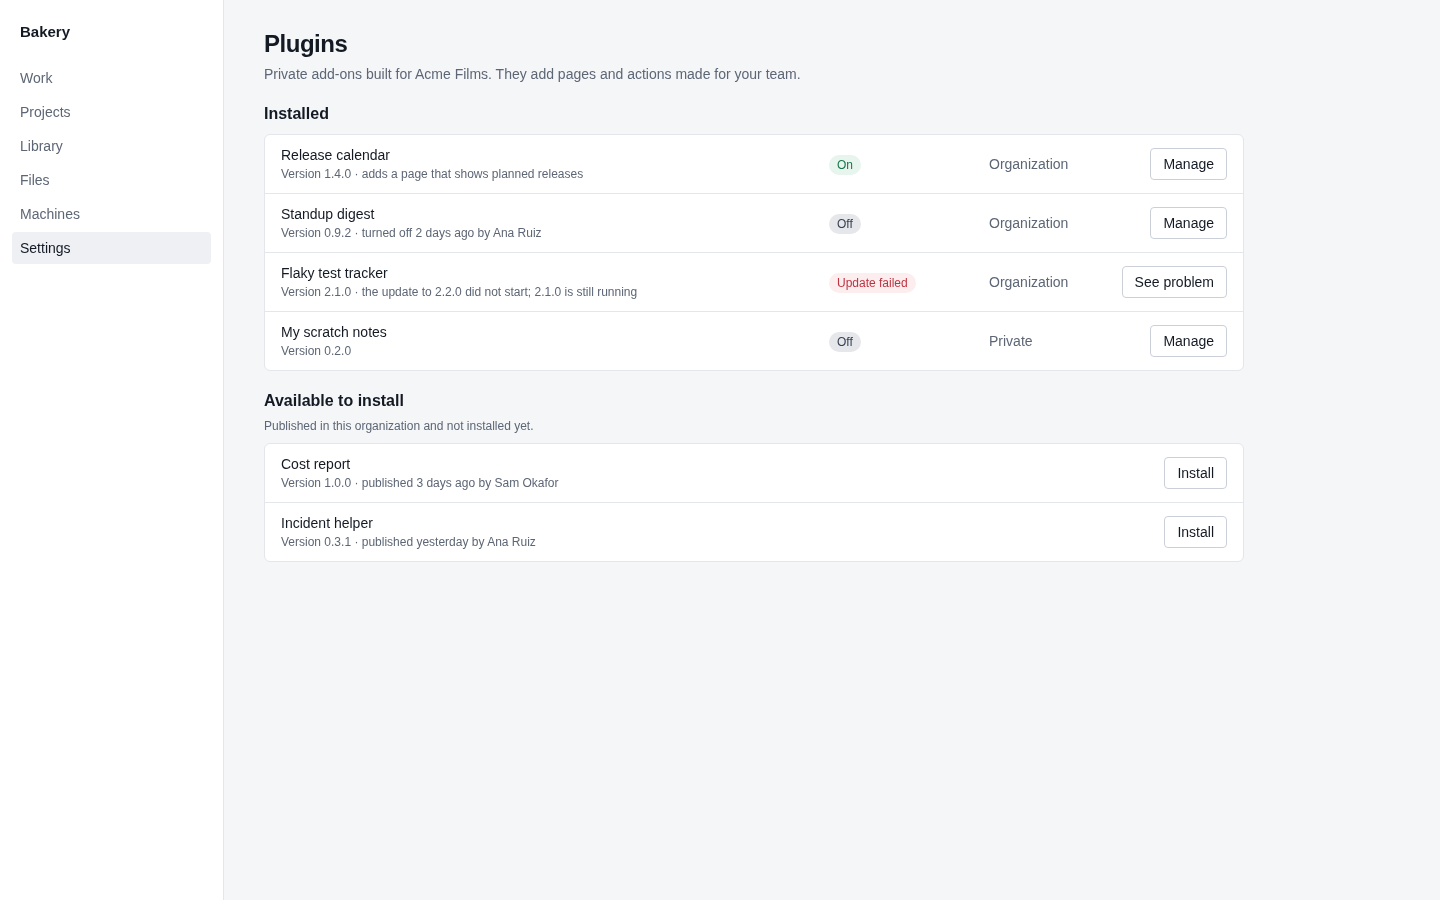 Bakery
Work
Projects
Library
Files
Machines
Settings
Plugins
Private add-ons built for Acme Films. They add pages and actions made for your team.
Installed
Release calendar
Version 1.4.0 · adds a page that shows planned releases
On
Organization
Manage
Standup digest
Version 0.9.2 · turned off 2 days ago by Ana Ruiz
Off
Organization
Manage
Flaky test tracker
Version 2.1.0 · the update to 2.2.0 did not start; 2.1.0 is still running
Update failed
Organization
See problem
My scratch notes
Version 0.2.0
Off
Private
Manage
Available to install
Published in this organization and not installed yet.
Cost report
Version 1.0.0 · published 3 days ago by Sam Okafor
Install
Incident helper
Version 0.3.1 · published yesterday by Ana Ruiz
Install